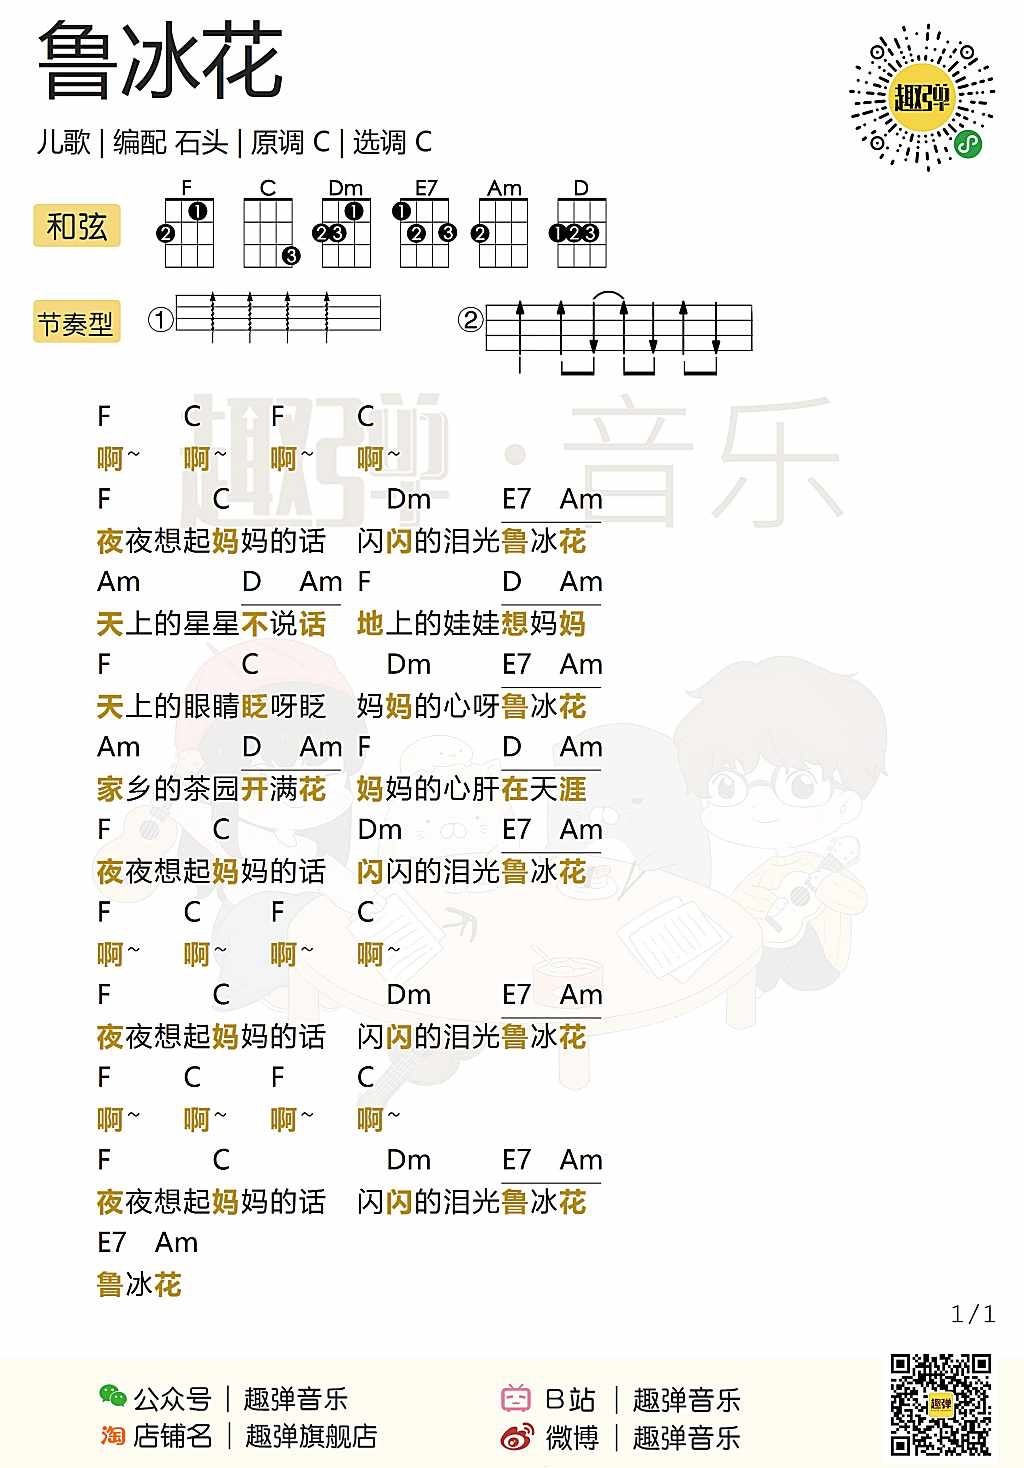 鲁冰花
儿歌 | 编配 石头 | 原调 C | 选调 C
趣弹
和弦
F C Dm E7 Am D
节奏型
① ②
趣弹·音乐
F C F C
啊~ 啊~ 啊~ 啊~
F C Dm E7 Am
夜夜想起妈妈的话 闪闪的泪光鲁冰花
Am D Am F D Am
天上的星星不说话 地上的娃娃想妈妈
F C Dm E7 Am
天上的眼睛眨呀眨 妈妈的心呀鲁冰花
Am D Am F D Am
家乡的茶园开满花 妈妈的心肝在天涯
F C Dm E7 Am
夜夜想起妈妈的话 闪闪的泪光鲁冰花
F C F C
啊~ 啊~ 啊~ 啊~
F C Dm E7 Am
夜夜想起妈妈的话 闪闪的泪光鲁冰花
F C F C
啊~ 啊~ 啊~ 啊~
F C Dm E7 Am
夜夜想起妈妈的话 闪闪的泪光鲁冰花
E7 Am
鲁冰花
1/1
公众号 | 趣弹音乐
B站 | 趣弹音乐
淘 店铺名 | 趣弹旗舰店
微博 | 趣弹音乐
趣弹